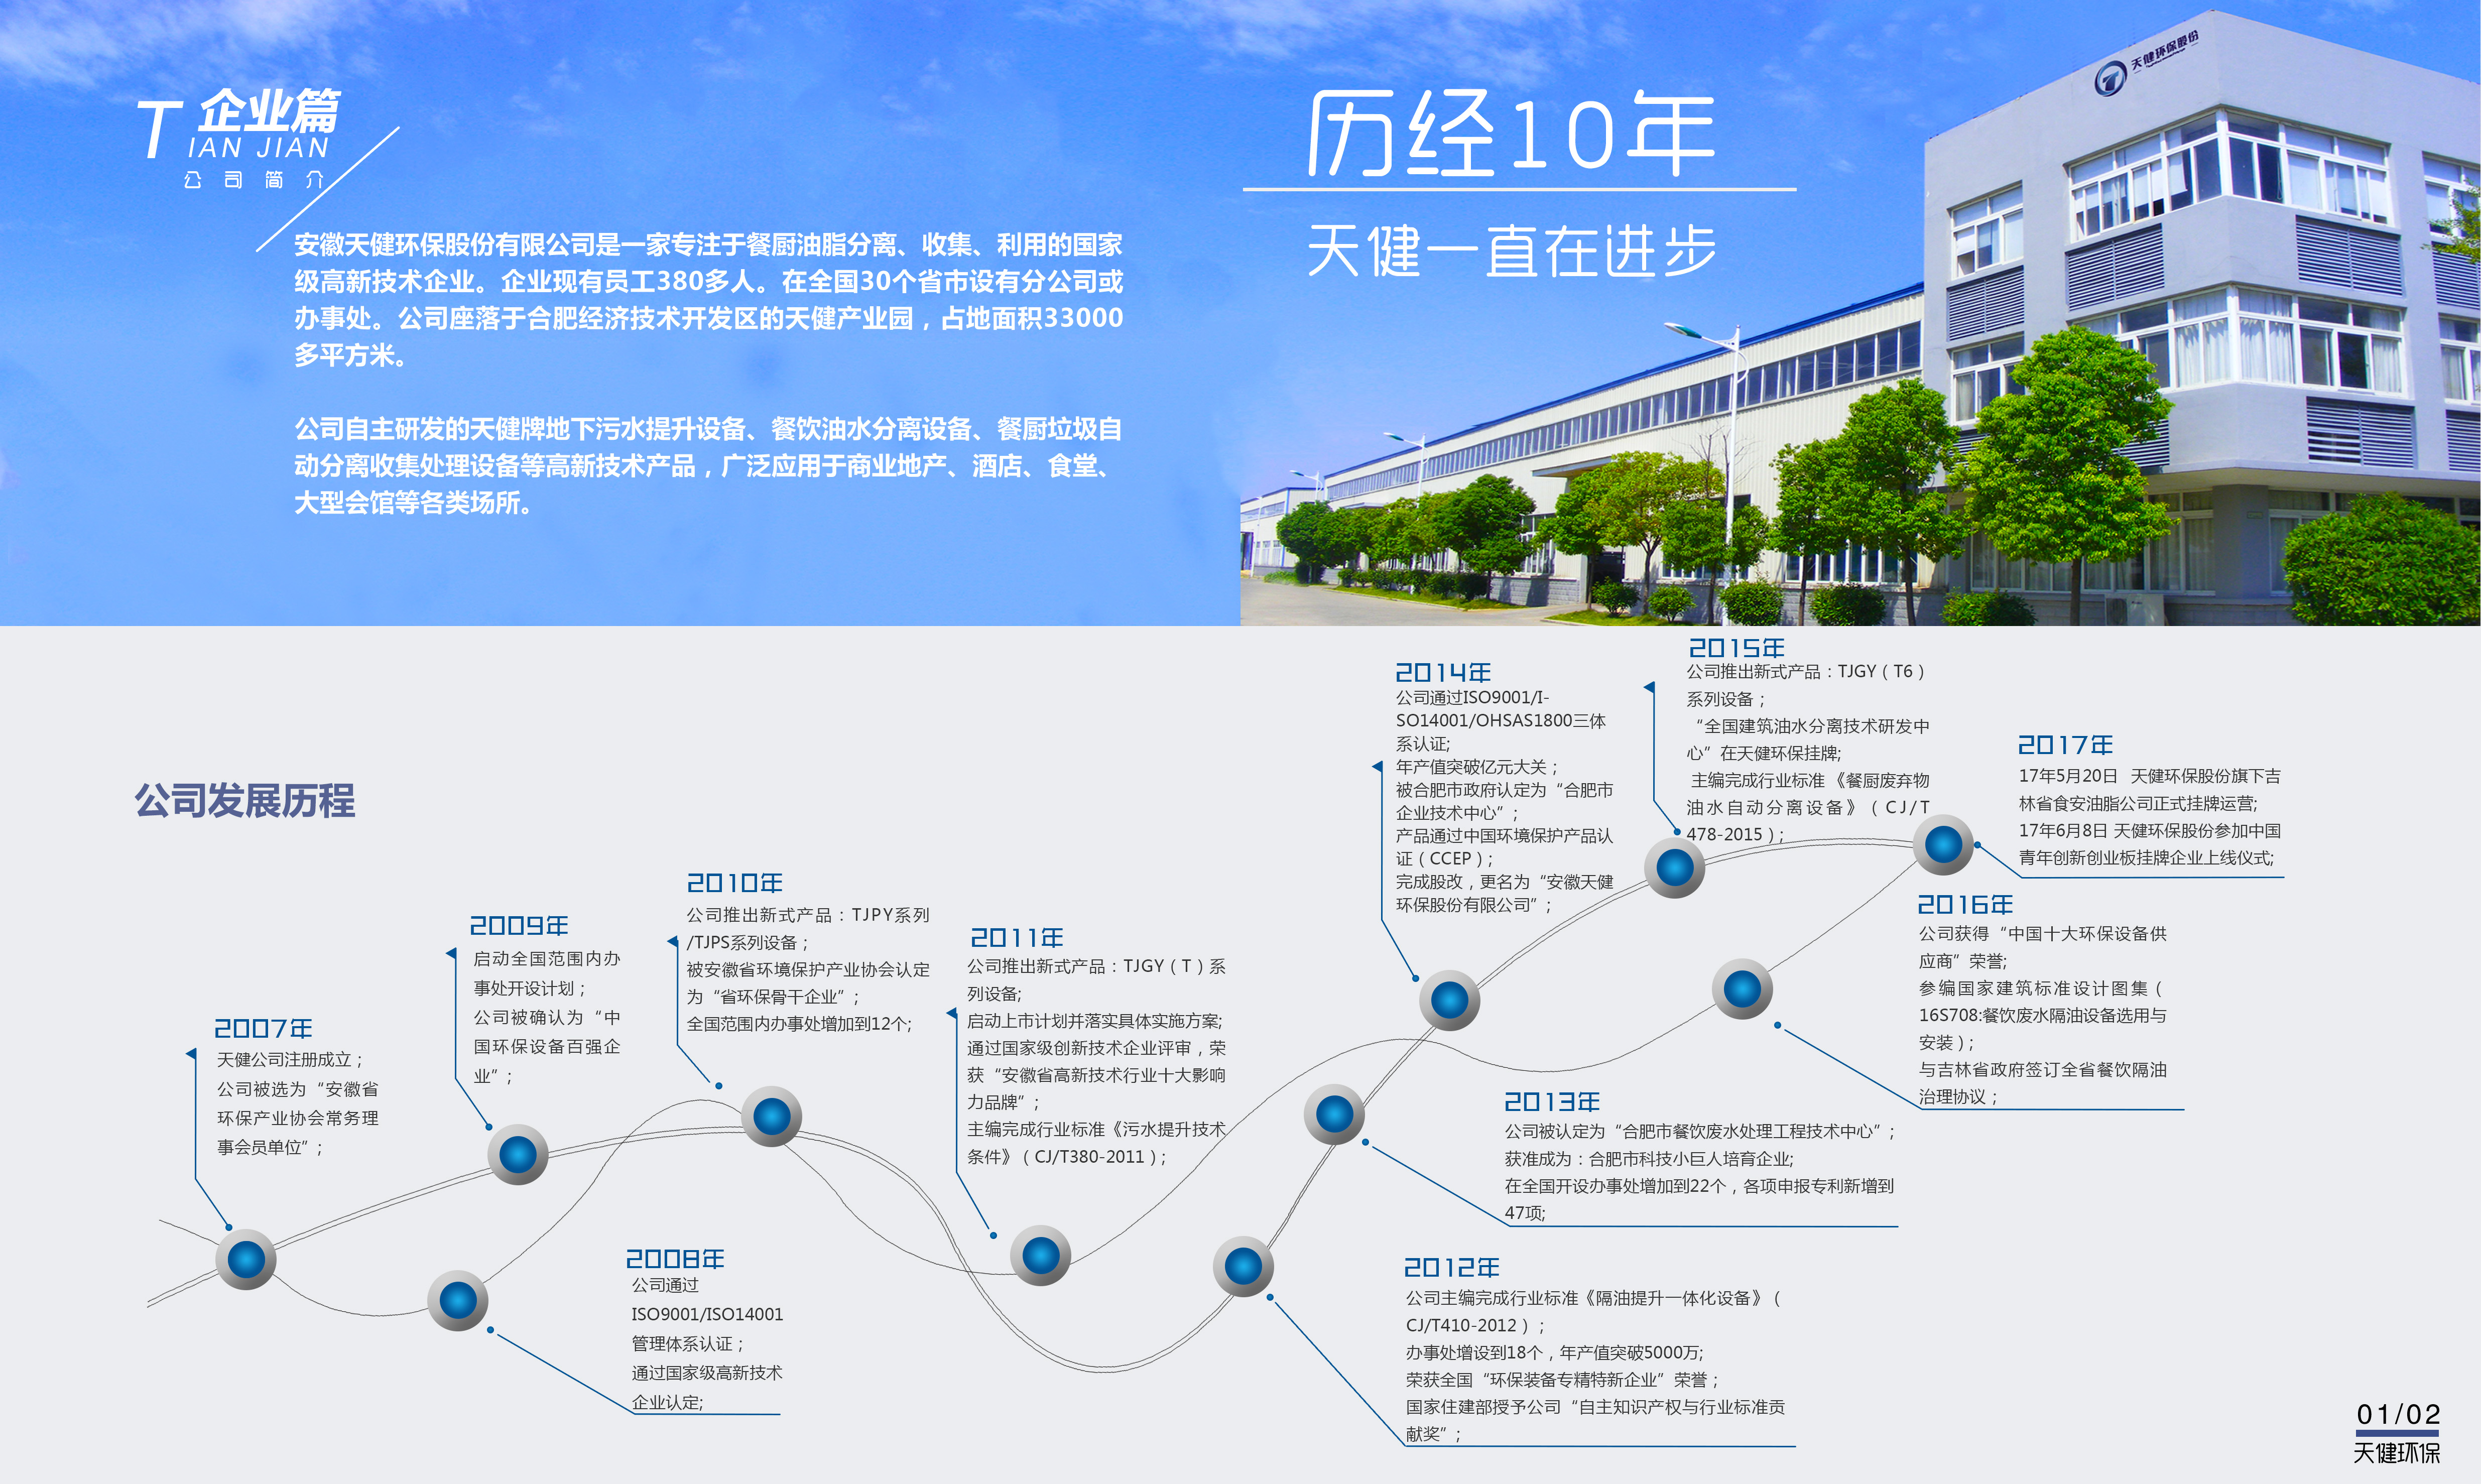 企业篇
TIAN JIAN
公司简介
安徽天健环保股份有限公司是一家专注于餐厨油脂分离、收集、利用的国家
级高新技术企业。企业现有员工380多人。在全国30个省市设有分公司或
办事处。公司座落于合肥经济技术开发区的天健产业园，占地面积33000
多平方米。
公司自主研发的天健牌地下污水提升设备、餐饮油水分离设备、餐厨垃圾自
动分离收集处理设备等高新技术产品，广泛应用于商业地产、酒店、食堂、
大型会馆等各类场所。
历经10年
天健一直在进步
天健环保股份
公司发展历程
2007年
天健公司注册成立；
公司被选为“安徽省
环保产业协会常务理
事会员单位”；
2008年
公司通过
ISO9001/ISO14001
管理体系认证；
通过国家级高新技术
企业认定;
2009年
启动全国范围内办
事处开设计划；
公司被确认为“中
国环保设备百强企
业”；
2010年
公司推出新式产品：TJPY系列
/TJPS系列设备；
被安徽省环境保护产业协会认定
为“省环保骨干企业”；
全国范围内办事处增加到12个;
2011年
公司推出新式产品：TJGY（T）系
列设备;
启动上市计划并落实具体实施方案;
通过国家级创新技术企业评审，荣
获“安徽省高新技术行业十大影响
力品牌”；
主编完成行业标准《污水提升技术
条件》（CJ/T380-2011）;
2012年
公司主编完成行业标准《隔油提升一体化设备》（
CJ/T410-2012）；
办事处增设到18个，年产值突破5000万;
荣获全国“环保装备专精特新企业”荣誉；
国家住建部授予公司“自主知识产权与行业标准贡
献奖”；
2013年
公司被认定为“合肥市餐饮废水处理工程技术中心”；
获准成为：合肥市科技小巨人培育企业;
在全国开设办事处增加到22个，各项申报专利新增到
47项;
2014年
公司通过ISO9001/I-
SO14001/OHSAS1800三体
系认证;
年产值突破亿元大关；
被合肥市政府认定为“合肥市
企业技术中心”；
产品通过中国环境保护产品认
证（CCEP）;
完成股改，更名为“安徽天健
环保股份有限公司”；
2015年
公司推出新式产品：TJGY（T6）
系列设备；
“全国建筑油水分离技术研发中
心”在天健环保挂牌;
主编完成行业标准 《餐厨废弃物
油水自动分离设备》（CJ/T
478-2015）;
2016年
公司获得“中国十大环保设备供
应商”荣誉;
参编国家建筑标准设计图集（
16S708:餐饮废水隔油设备选用与
安装）;
与吉林省政府签订全省餐饮隔油
治理协议；
2017年
17年5月20日 天健环保股份旗下吉
林省食安油脂公司正式挂牌运营;
17年6月8日 天健环保股份参加中国
青年创新创业板挂牌企业上线仪式;
01/02
天健环保